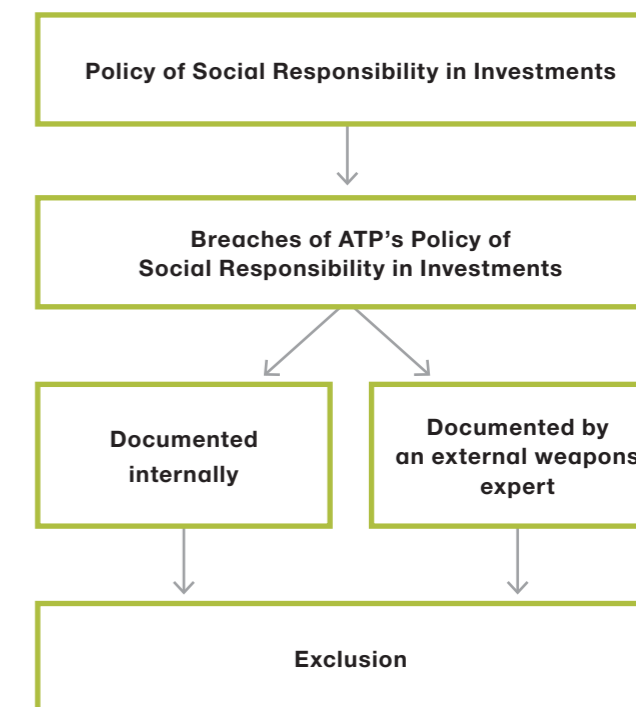 Policy of Social Responsibility in Investments
Breaches of ATP's Policy of
Social Responsibility in Investments
Documented
internally
Documented by
an external weapons
expert
Exclusion